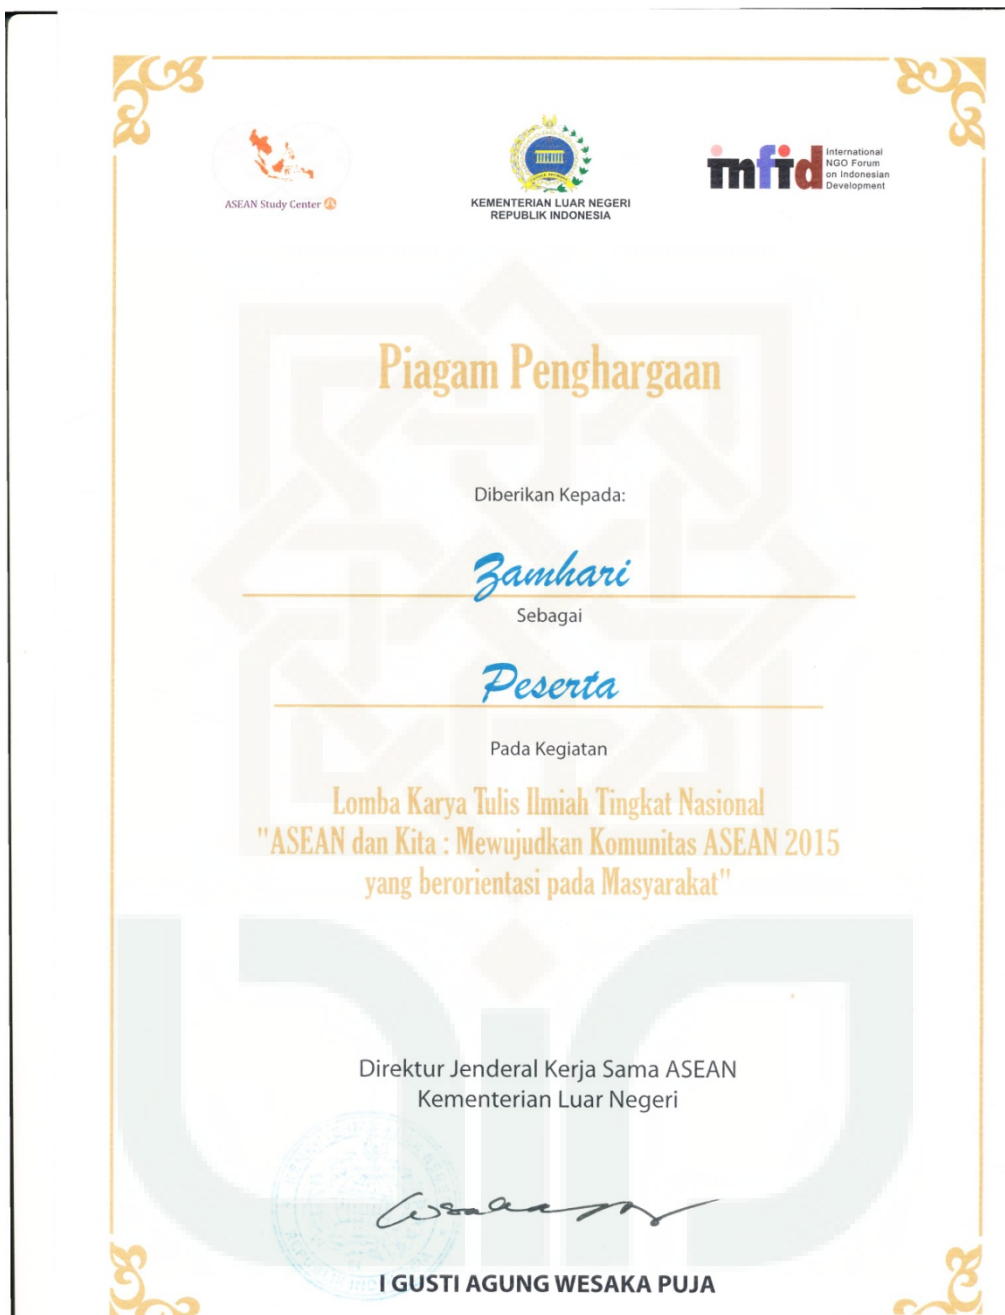 ASEAN Study Center
KEMENTERIAN LUAR NEGERI
REPUBLIK INDONESIA
infid
International
NGO Forum
on Indonesian
Development
Piagam Penghargaan
Diberikan Kepada:
Zamhari
Sebagai
Peserta
Pada Kegiatan
Lomba Karya Tulis Ilmiah Tingkat Nasional
"ASEAN dan Kita : Mewujudkan Komunitas ASEAN 2015
yang berorientasi pada Masyarakat"
Direktur Jenderal Kerja Sama ASEAN
Kementerian Luar Negeri
I GUSTI AGUNG WESAKA PUJA